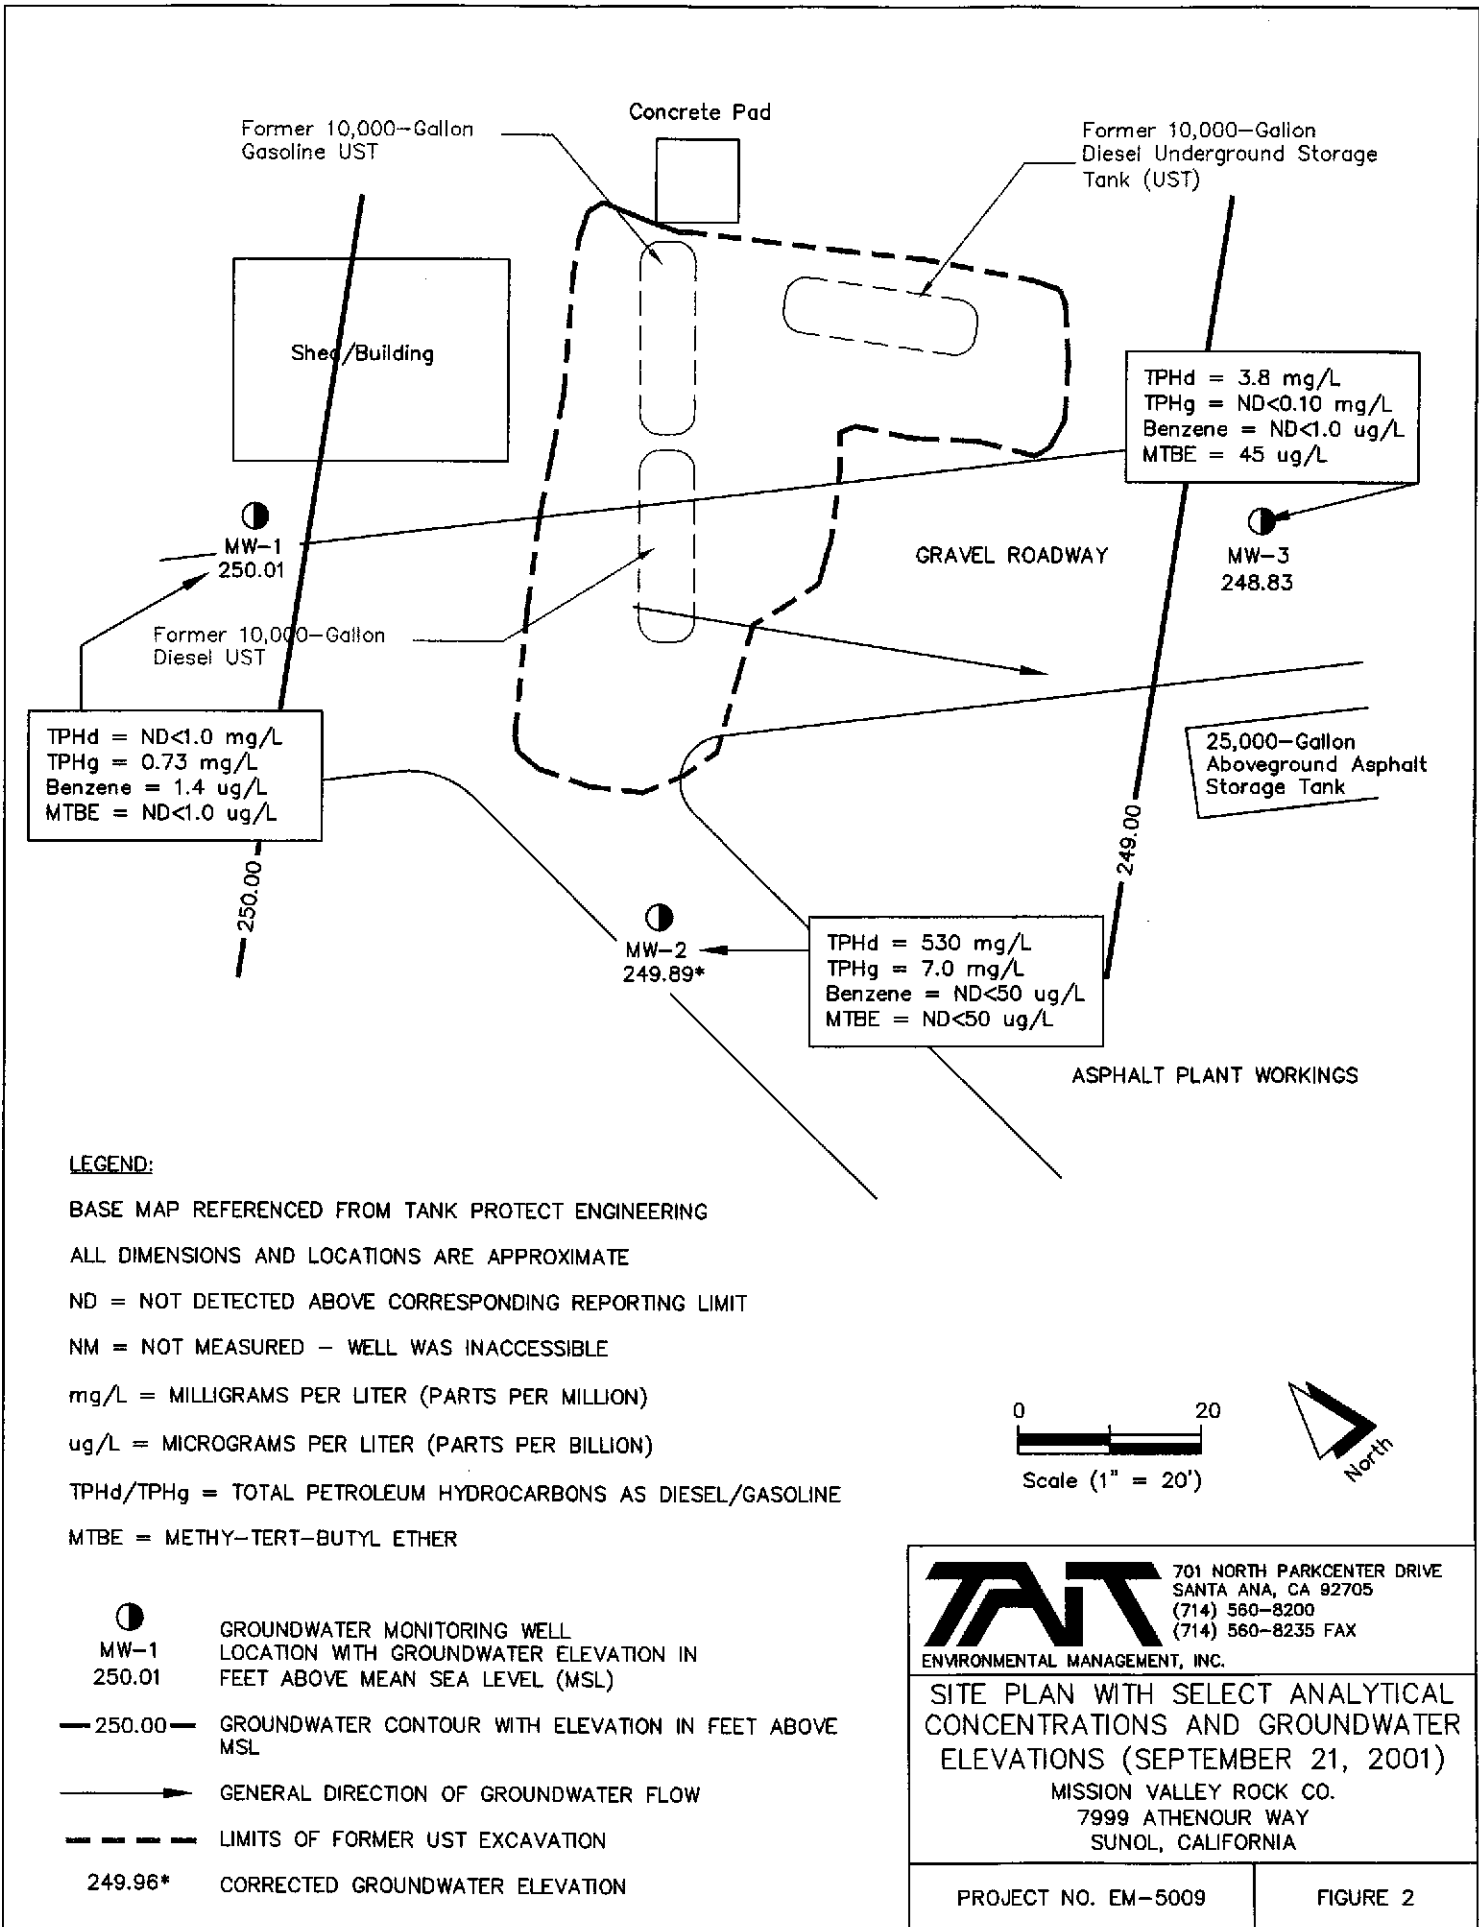 Concrete Pad
Former 10,000-Gallon
Gasoline UST
Former 10,000-Gallon
Diesel Underground Storage
Tank (UST)
Shed/Building
TPHd = 3.8 mg/L
TPHg = ND<0.10 mg/L
Benzene = ND<1.0 ug/L
MTBE = 45 ug/L
MW-1
250.01
GRAVEL ROADWAY
MW-3
248.83
Former 10,000-Gallon
Diesel UST
TPHd = ND<1.0 mg/L
TPHg = 0.73 mg/L
Benzene = 1.4 ug/L
MTBE = ND<1.0 ug/L
25,000-Gallon
Aboveground Asphalt
Storage Tank
250.00
249.00
MW-2
249.89*
TPHd = 530 mg/L
TPHg = 7.0 mg/L
Benzene = ND<50 ug/L
MTBE = ND<50 ug/L
ASPHALT PLANT WORKINGS
LEGEND:
BASE MAP REFERENCED FROM TANK PROTECT ENGINEERING
ALL DIMENSIONS AND LOCATIONS ARE APPROXIMATE
ND = NOT DETECTED ABOVE CORRESPONDING REPORTING LIMIT
NM = NOT MEASURED - WELL WAS INACCESSIBLE
mg/L = MILLIGRAMS PER LITER (PARTS PER MILLION)
ug/L = MICROGRAMS PER LITER (PARTS PER BILLION)
TPHd/TPHg = TOTAL PETROLEUM HYDROCARBONS AS DIESEL/GASOLINE
MTBE = METHY-TERT-BUTYL ETHER
0 20
Scale (1" = 20')
North
MW-1
250.01
GROUNDWATER MONITORING WELL
LOCATION WITH GROUNDWATER ELEVATION IN
FEET ABOVE MEAN SEA LEVEL (MSL)
250.00 GROUNDWATER CONTOUR WITH ELEVATION IN FEET ABOVE
MSL
GENERAL DIRECTION OF GROUNDWATER FLOW
LIMITS OF FORMER UST EXCAVATION
249.96* CORRECTED GROUNDWATER ELEVATION
TAIT
701 NORTH PARKCENTER DRIVE
SANTA ANA, CA 92705
(714) 560-8200
(714) 560-8235 FAX
ENVIRONMENTAL MANAGEMENT, INC.
SITE PLAN WITH SELECT ANALYTICAL
CONCENTRATIONS AND GROUNDWATER
ELEVATIONS (SEPTEMBER 21, 2001)
MISSION VALLEY ROCK CO.
7999 ATHENOUR WAY
SUNOL, CALIFORNIA
PROJECT NO. EM-5009
FIGURE 2